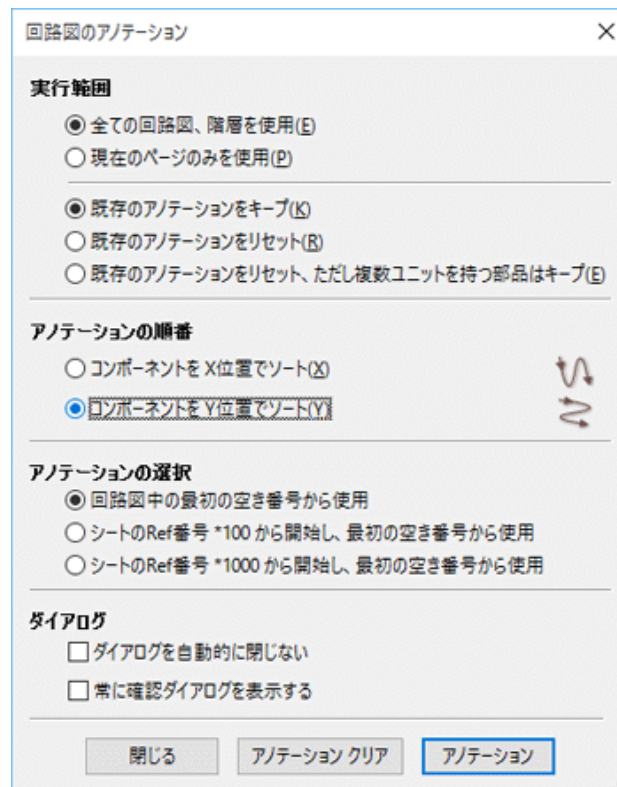 回路図のアノテーション
実行範囲
全ての回路図、階層を使用(E)
現在のページのみを使用(P)
既存のアノテーションをキープ(K)
既存のアノテーションをリセット(R)
既存のアノテーションをリセット、ただし複数ユニットを持つ部品はキープ(E)
アノテーションの順番
コンポーネントを X位置でソート(X)
コンポーネントを Y位置でソート(Y)
アノテーションの選択
回路図中の最初の空き番号から使用
シートのRef番号 *100 から開始し、最初の空き番号から使用
シートのRef番号 *1000 から開始し、最初の空き番号から使用
ダイアログ
ダイアログを自動的に閉じない
常に確認ダイアログを表示する
閉じる
アノテーション クリア
アノテーション